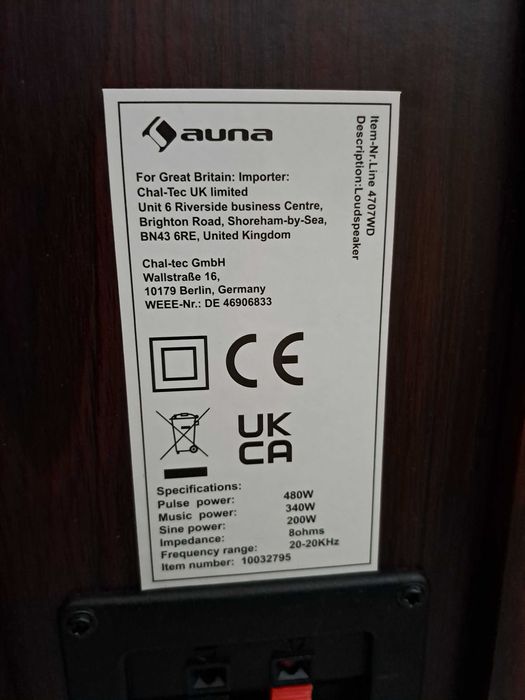 auna
Item-Nr.Line 4707WD
Description:Loudspeaker
For Great Britain: Importer:
Chal-Tec UK limited
Unit 6 Riverside business Centre,
Brighton Road, Shoreham-by-Sea,
BN43 6RE, United Kingdom
Chal-tec GmbH
Wallstraße 16,
10179 Berlin, Germany
WEEE-Nr.: DE 46906833
CE
UK
CA
Specifications:
Pulse power: 480W
Music power: 340W
Sine power: 200W
Impedance: 8ohms
Frequency range: 20-20KHz
Item number: 10032795